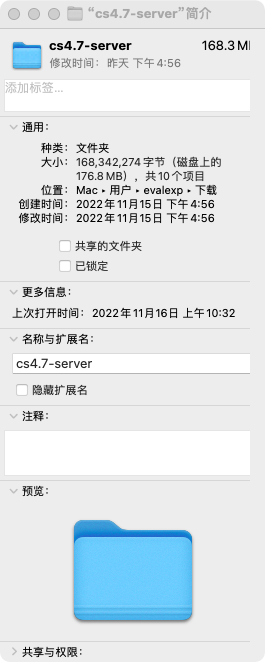 “cs4.7-server”简介
cs4.7-server 168.3 M
修改时间：昨天 下午4:56
添加标签...
通用：
种类：文件夹
大小：168,342,274 字节（磁盘上的
176.8 MB），共 10 个项目
位置：Mac ▸ 用户 ▸ evalexp ▸ 下载
创建时间：2022年11月15日 下午4:56
修改时间：2022年11月15日 下午4:56
共享的文件夹
已锁定
更多信息：
上次打开时间：2022年11月16日 上午10:32
名称与扩展名：
cs4.7-server
隐藏扩展名
注释：
预览：
共享与权限：